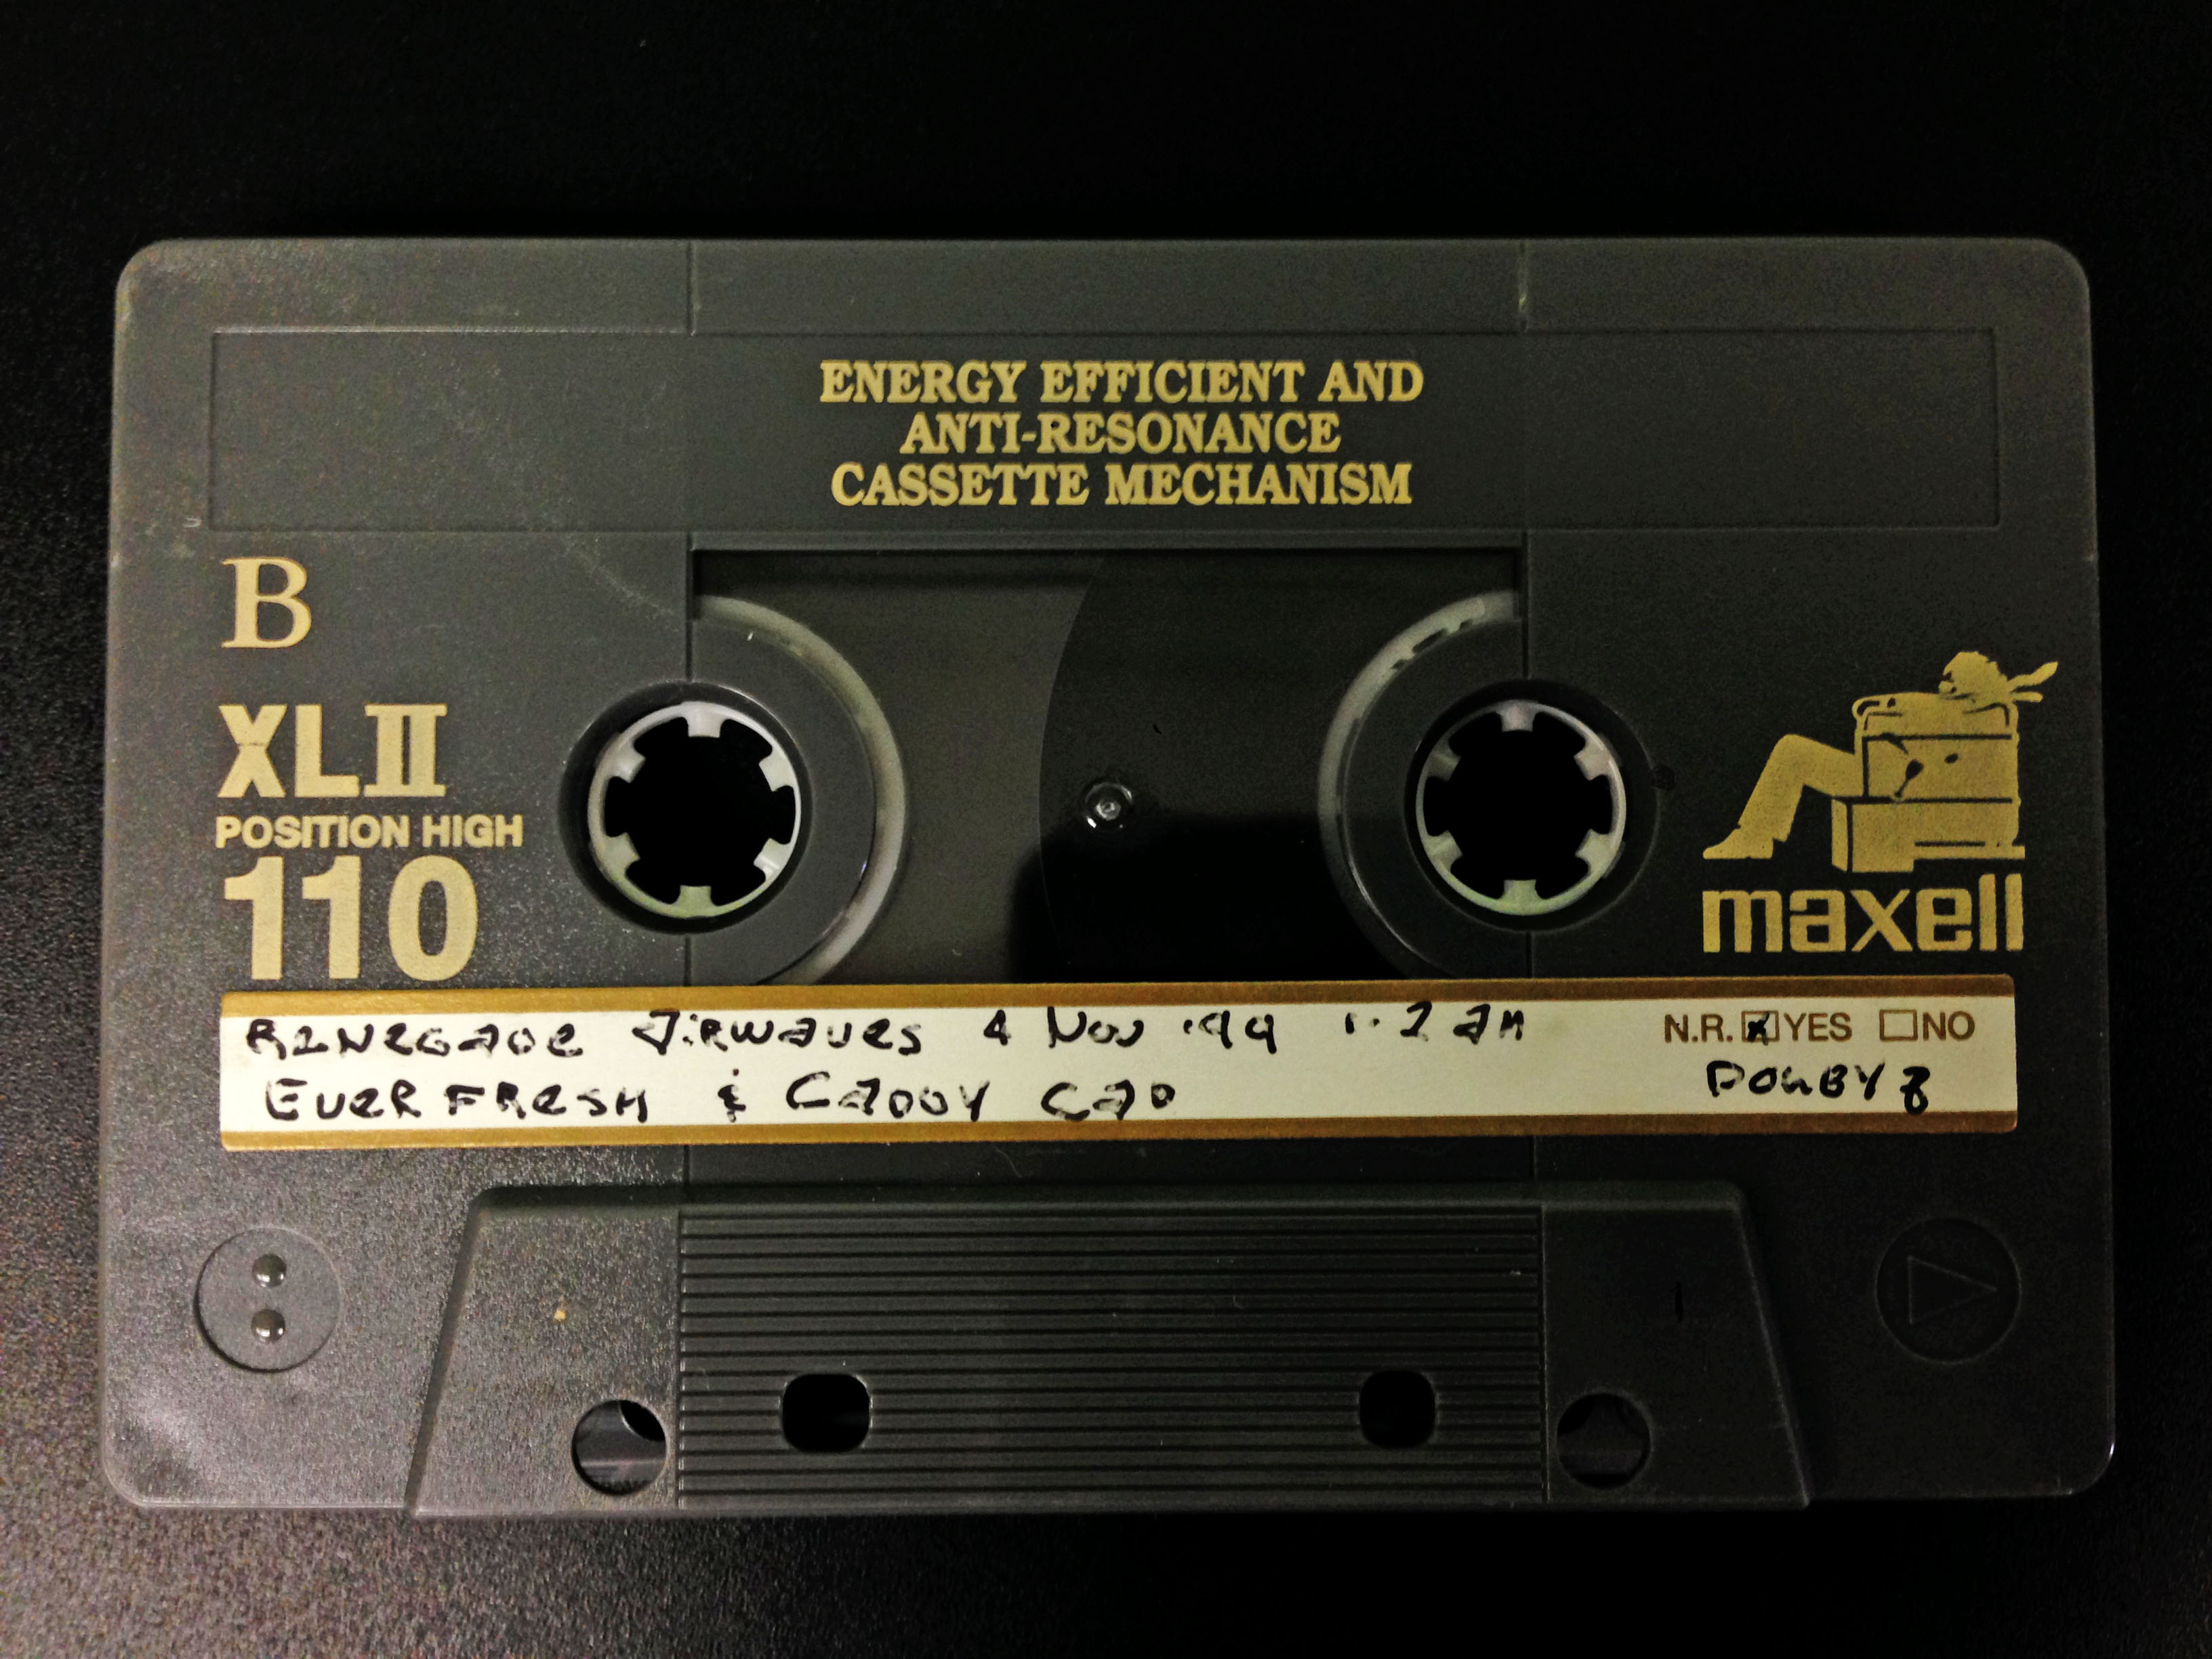 ENERGY EFFICIENT AND
ANTI-RESONANCE
CASSETTE MECHANISM
B
XLII
POSITION HIGH
110
maxell
RENEGADE AIRWAVES 4 NOV '99 1-2 AM
N.R. YES NO
EVERFRESH & CADDY CAD
DOLBY B